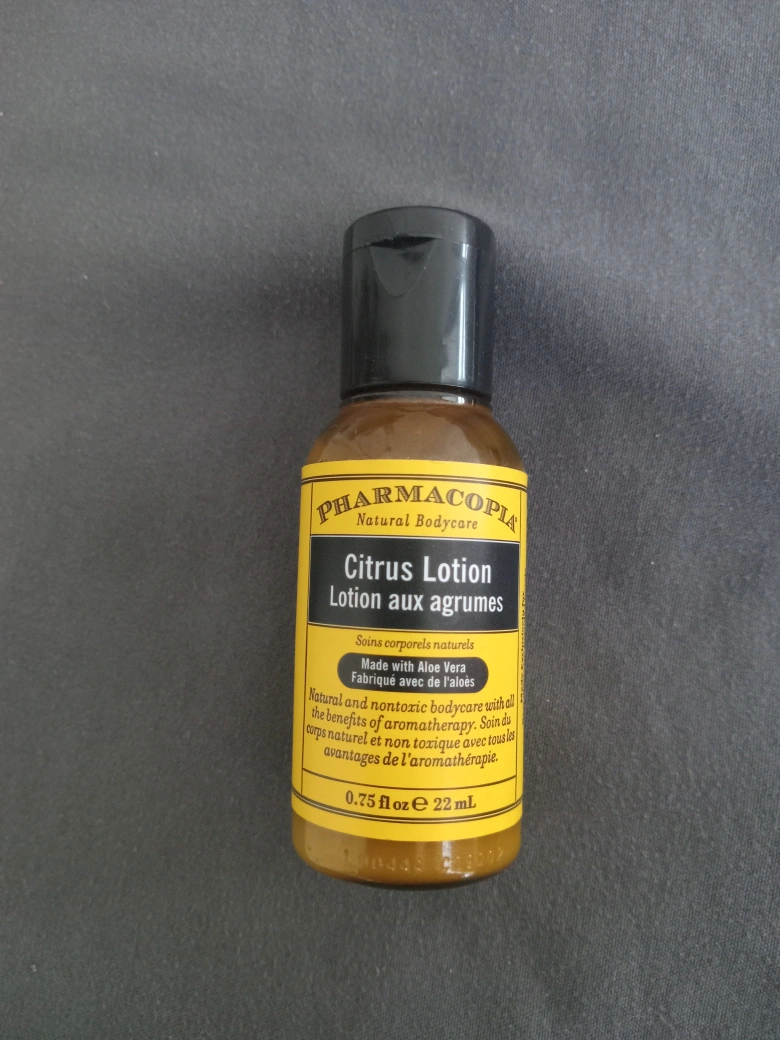 PHARMACOPIA
Natural Bodycare
Citrus Lotion
Lotion aux agrumes
Soins corporels naturels
Made with Aloe Vera
Fabriqué avec de l'aloès
Natural and nontoxic bodycare with all
the benefits of aromatherapy. Soin du
corps naturel et non toxique avec tous les
avantages de l'aromathérapie.
0.75 fl oz ℮ 22 mL